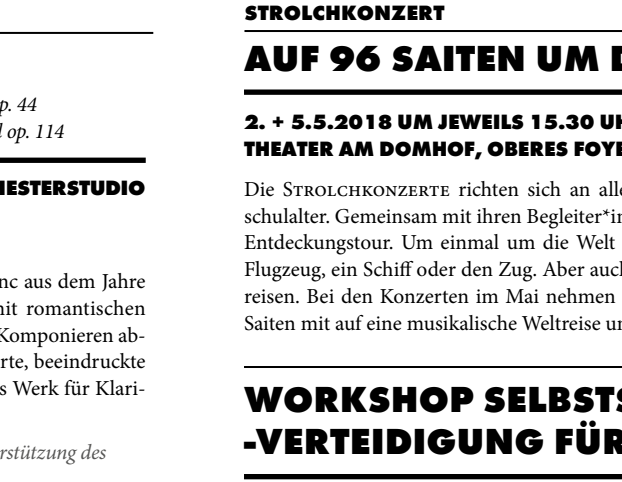 p. 44
l op. 114
HESTERSTUDIO
nc aus dem Jahre
nit romantischen
Komponieren ab-
rte, beeindruckte
s Werk für Klari-
rstützung des
STROLCHKONZERT
AUF 96 SAITEN UM D
2. + 5.5.2018 UM JEWEILS 15.30 UH
THEATER AM DOMHOF, OBERES FOYE
Die STROLCHKONZERTE richten sich an alle
schulalter. Gemeinsam mit ihren Begleiter*in
Entdeckungstour. Um einmal um die Welt
Flugzeug, ein Schiff oder den Zug. Aber auch
reisen. Bei den Konzerten im Mai nehmen
Saiten mit auf eine musikalische Weltreise un
WORKSHOP SELBSTS
-VERTEIDIGUNG FÜR